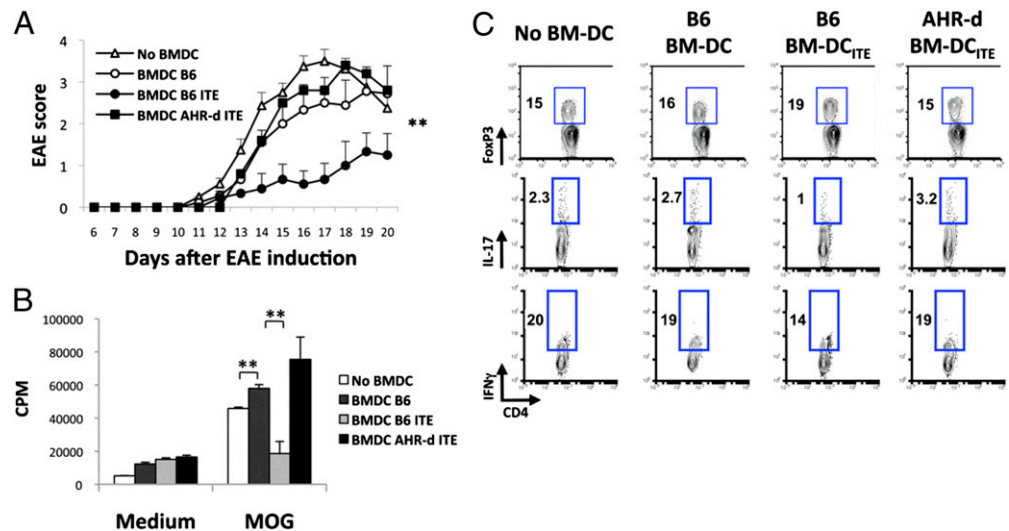 A
EAE score
4
3
2
1
0
No BMDC
BMDC B6
BMDC B6 ITE
BMDC AHR-d ITE
**
6 7 8 9 10 11 12 13 14 15 16 17 18 19 20
Days after EAE induction
B
CPM
100000
80000
60000
40000
20000
0
**
**
No BMDC
BMDC B6
BMDC B6 ITE
BMDC AHR-d ITE
Medium MOG
C
No BM-DC
B6
BM-DC
B6
BM-DCITE
AHR-d
BM-DCITE
FoxP3
15 16 19 15
IL-17
2.3 2.7 1 3.2
IFNγ
20 19 14 19
CD4